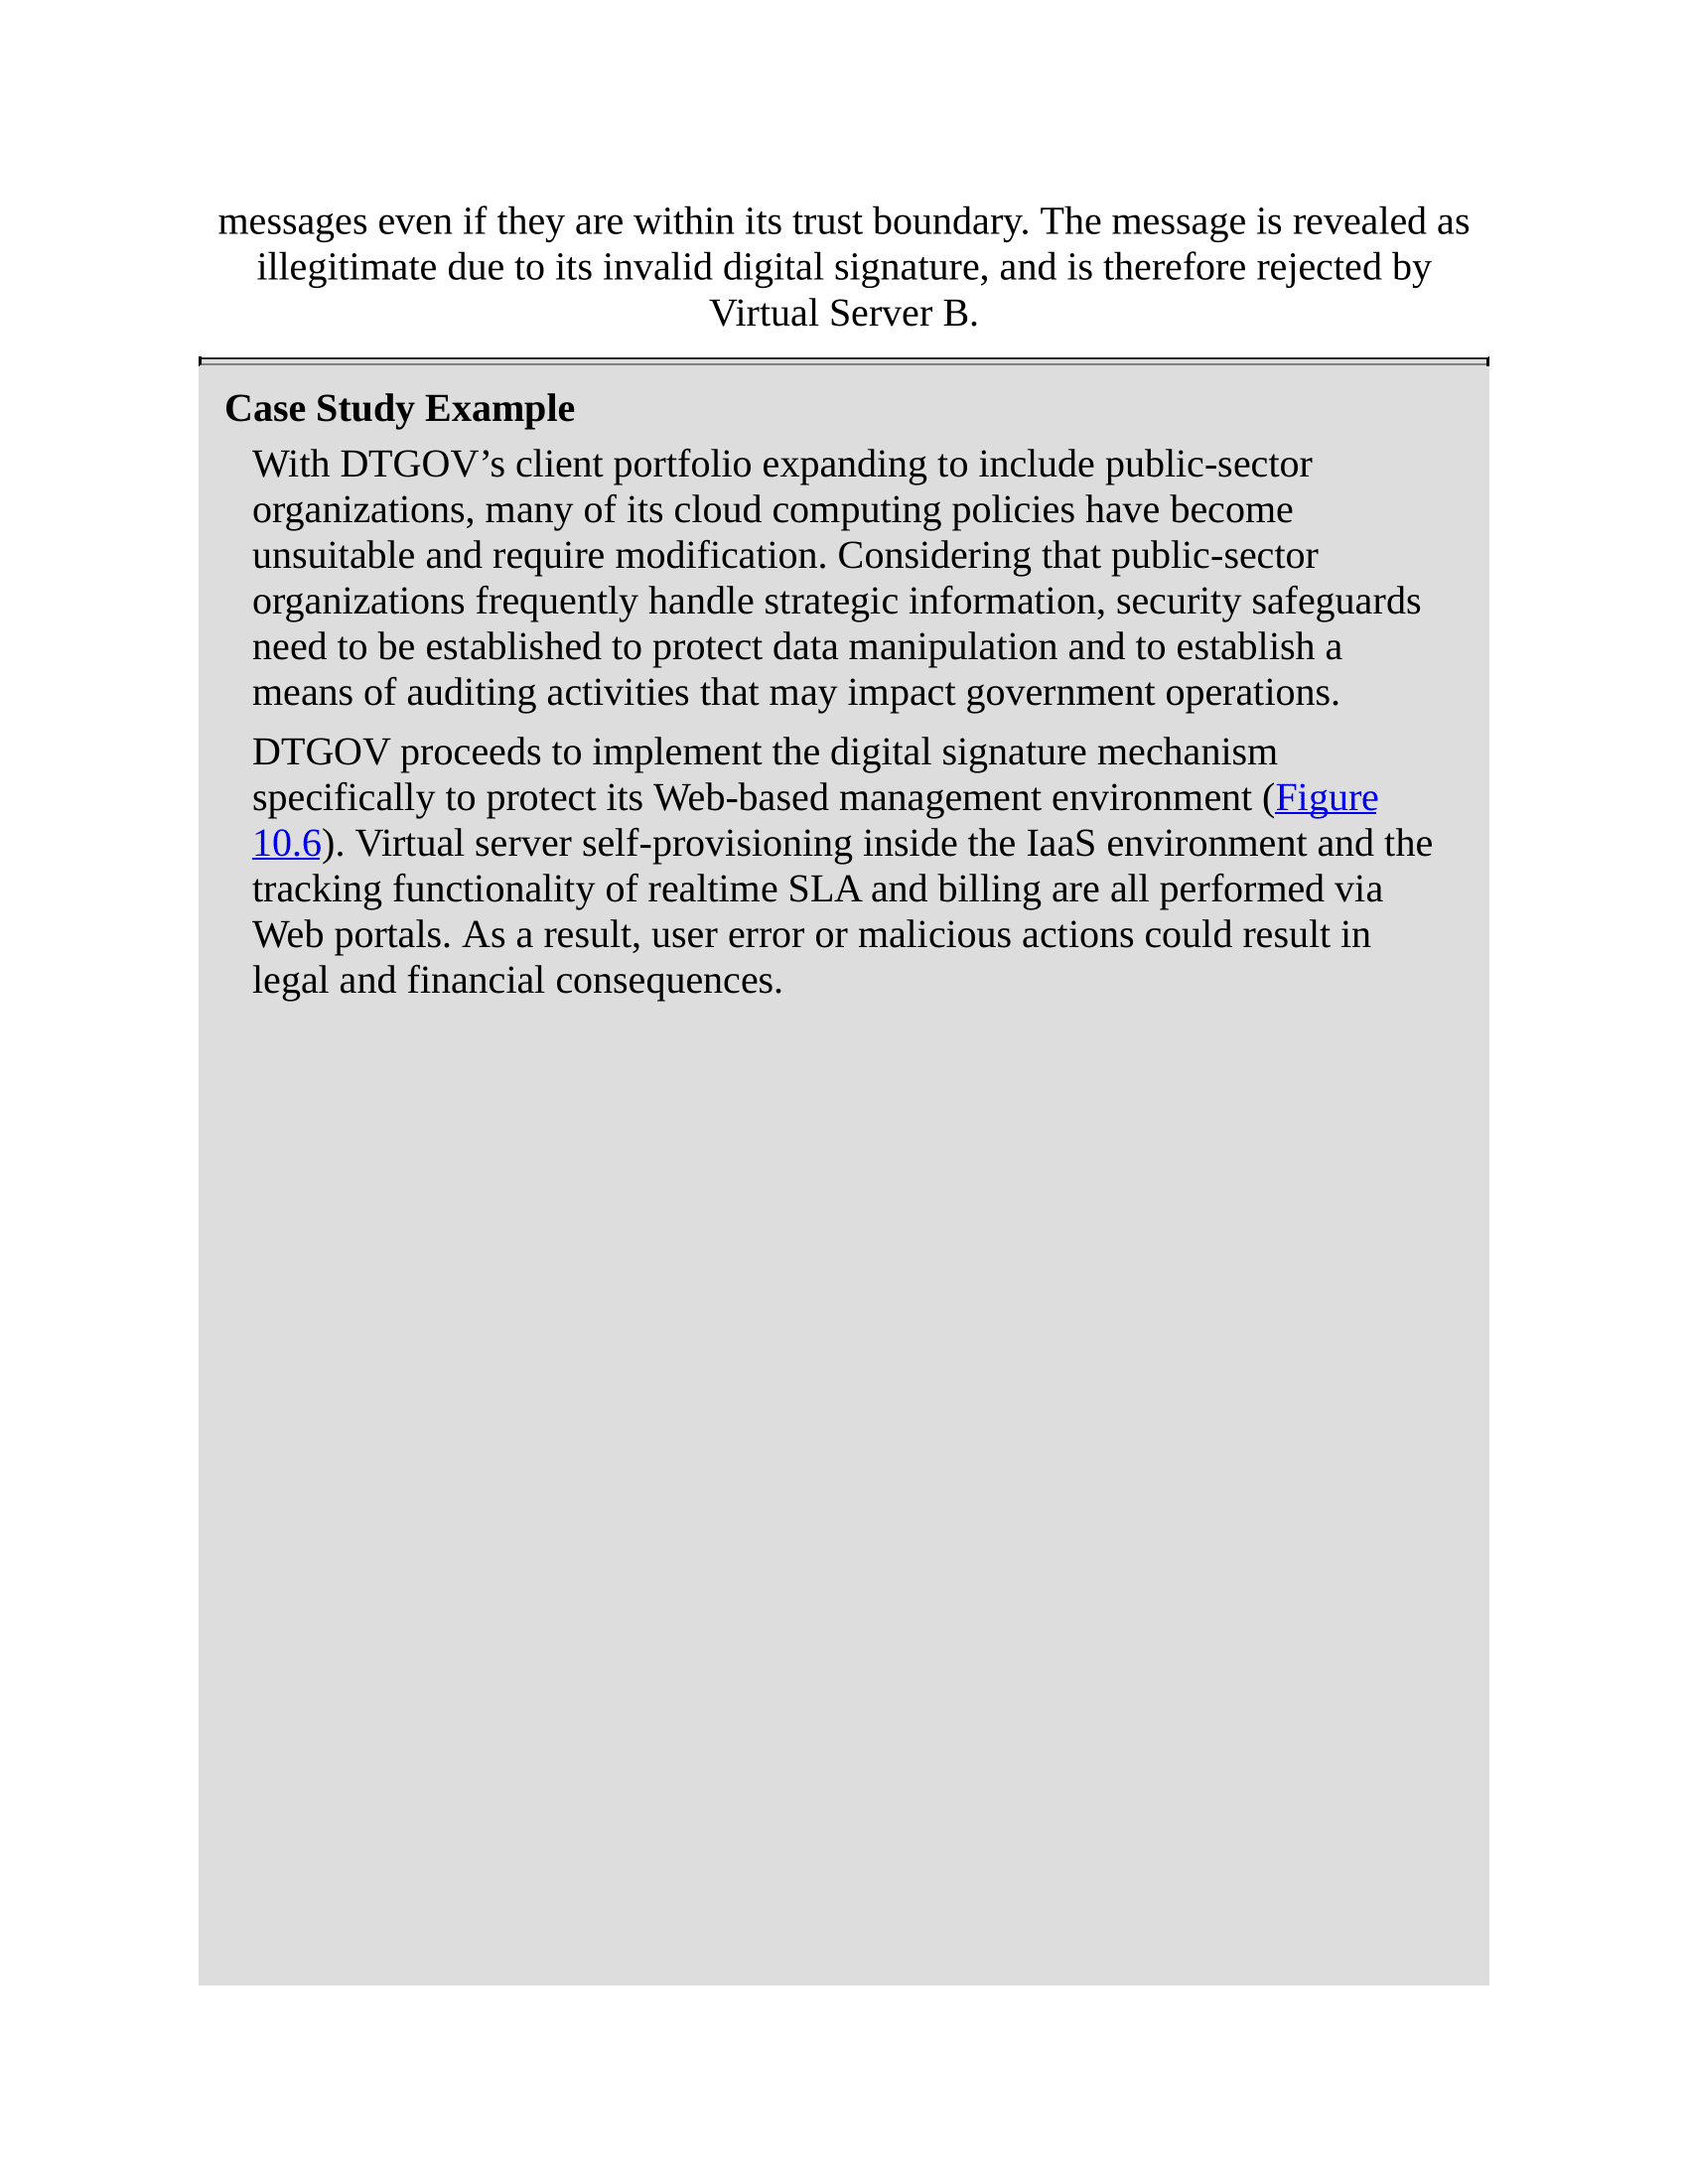 messages even if they are within its trust boundary. The message is revealed as
illegitimate due to its invalid digital signature, and is therefore rejected by
Virtual Server B.
Case Study Example
With DTGOV’s client portfolio expanding to include public-sector
organizations, many of its cloud computing policies have become
unsuitable and require modification. Considering that public-sector
organizations frequently handle strategic information, security safeguards
need to be established to protect data manipulation and to establish a
means of auditing activities that may impact government operations.
DTGOV proceeds to implement the digital signature mechanism
specifically to protect its Web-based management environment (Figure
10.6). Virtual server self-provisioning inside the IaaS environment and the
tracking functionality of realtime SLA and billing are all performed via
Web portals. As a result, user error or malicious actions could result in
legal and financial consequences.